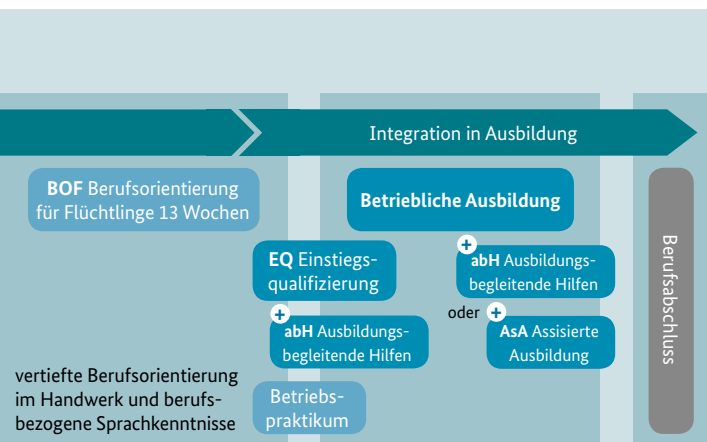 Integration in Ausbildung
BOF Berufsorientierung
für Flüchtlinge 13 Wochen
Betriebliche Ausbildung
EQ Einstiegs-
qualifizierung
+
abH Ausbildungs-
begleitende Hilfen
+
abH Ausbildungs-
begleitende Hilfen
oder +
AsA Assisierte
Ausbildung
Berufsabschluss
vertiefte Berufsorientierung
im Handwerk und berufs-
bezogene Sprachkenntnisse
Betriebs-
praktikum